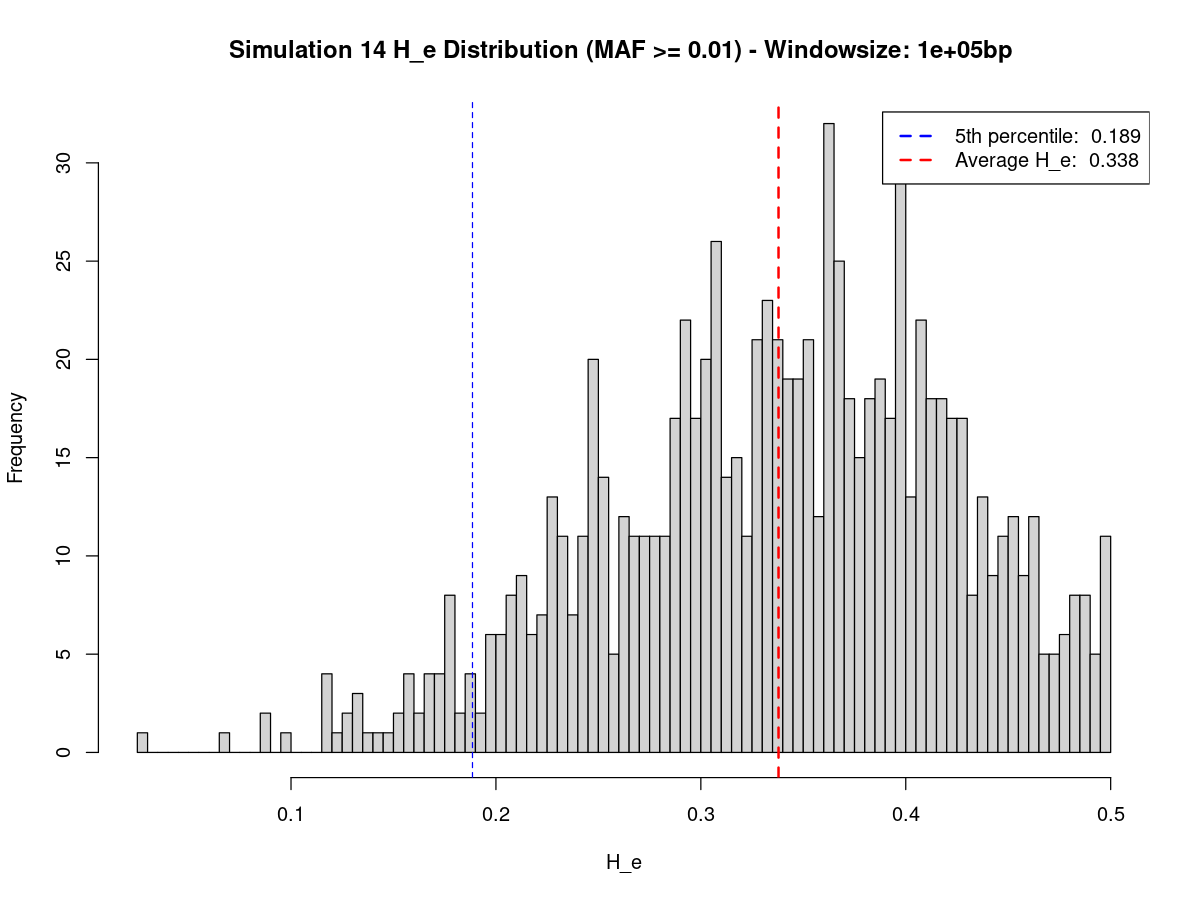 Simulation 14 H_e Distribution (MAF >= 0.01) - Windowsize: 1e+05bp
5th percentile:  0.189
Average H_e:  0.338
Frequency
30
25
20
15
10
5
0
0.1 0.2 0.3 0.4 0.5
H_e